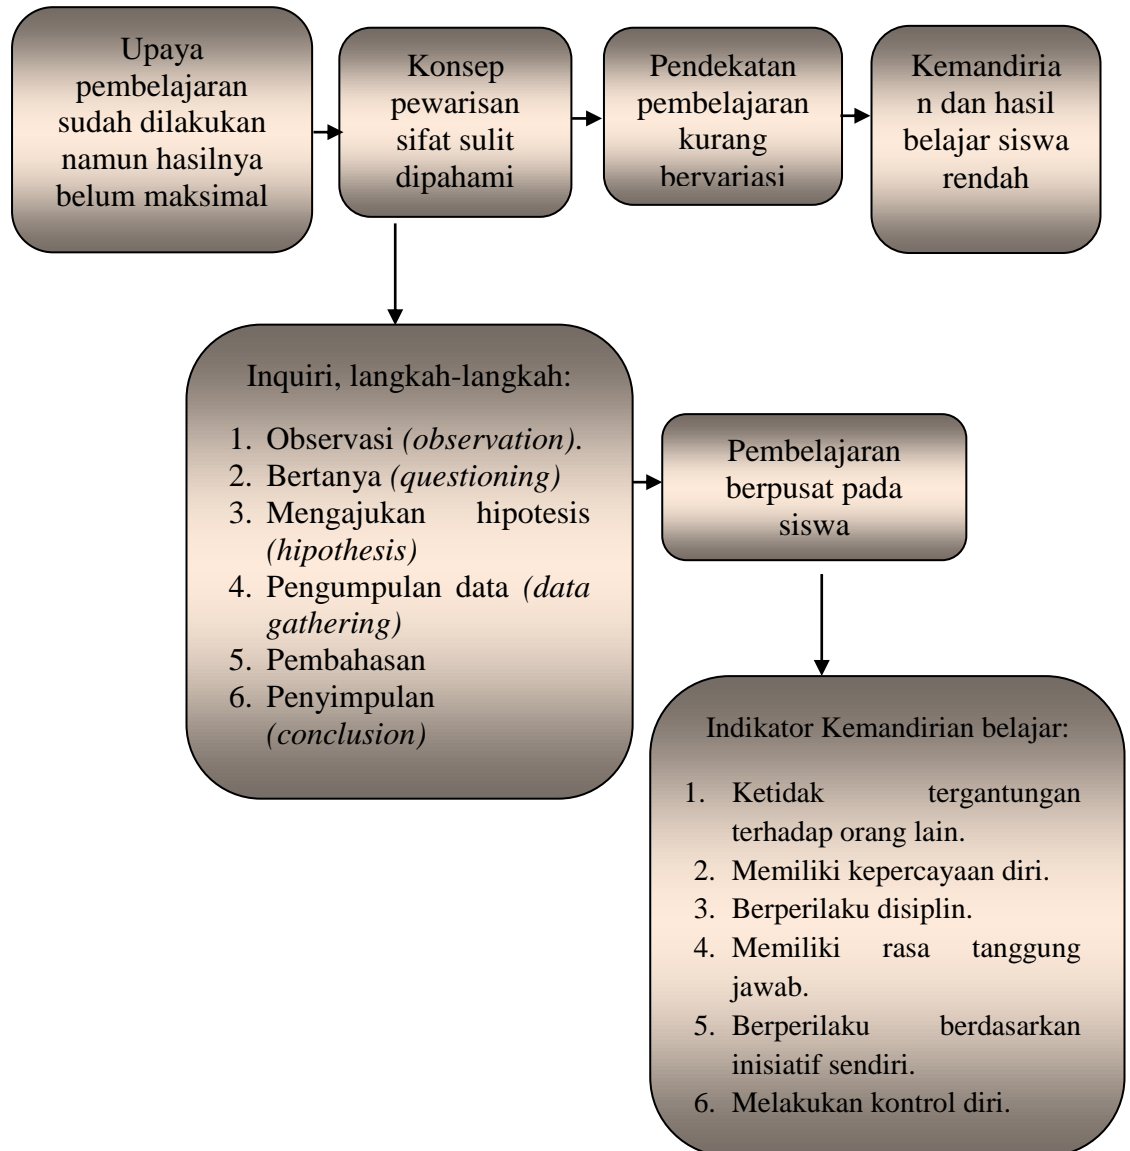 Upaya
pembelajaran
sudah dilakukan
namun hasilnya
belum maksimal
Konsep
pewarisan
sifat sulit
dipahami
Pendekatan
pembelajaran
kurang
bervariasi
Kemandiria
n dan hasil
belajar siswa
rendah
Inquiri, langkah-langkah:
1. Observasi (observation).
2. Bertanya (questioning)
3. Mengajukan hipotesis
(hipothesis)
4. Pengumpulan data (data
gathering)
5. Pembahasan
6. Penyimpulan
(conclusion)
Pembelajaran
berpusat pada
siswa
Indikator Kemandirian belajar:
1. Ketidak tergantungan
terhadap orang lain.
2. Memiliki kepercayaan diri.
3. Berperilaku disiplin.
4. Memiliki rasa tanggung
jawab.
5. Berperilaku berdasarkan
inisiatif sendiri.
6. Melakukan kontrol diri.